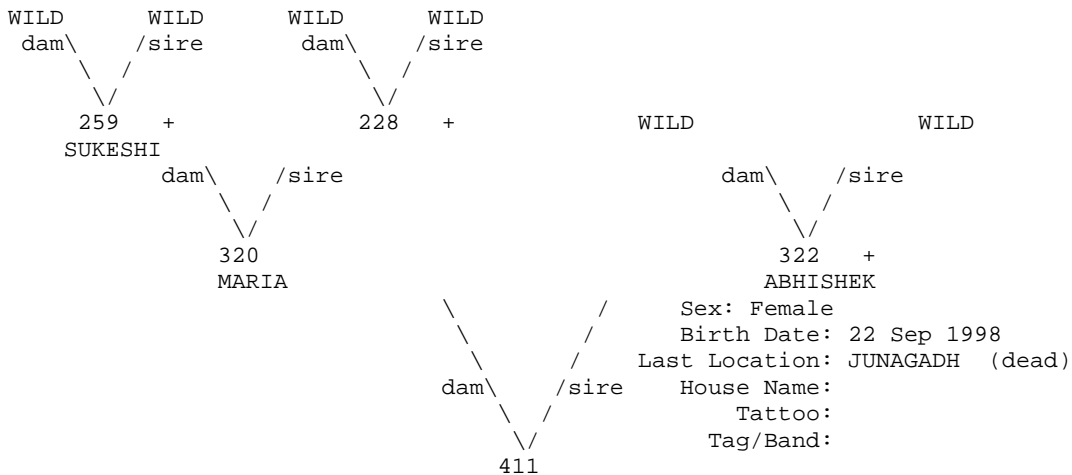 WILD WILD WILD WILD
dam\ /sire dam\ /sire
\ / \ /
\/ \/
259 + 228 + WILD WILD
SUKESHI
dam\ /sire dam\ /sire
\ / \ /
\/ \/
320 322 +
MARIA ABHISHEK
\ / Sex: Female
\ / Birth Date: 22 Sep 1998
\ / Last Location: JUNAGADH (dead)
dam\ /sire House Name:
\ / Tattoo:
\/ Tag/Band:
411